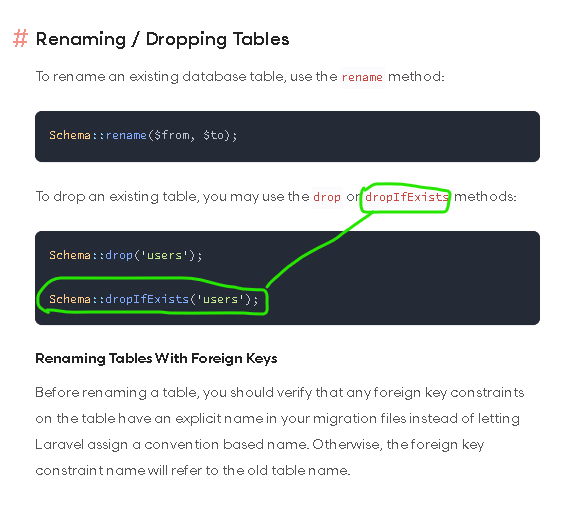 # Renaming / Dropping Tables
To rename an existing database table, use the rename method:
Schema::rename($from, $to);
To drop an existing table, you may use the drop or dropIfExists methods:
Schema::drop('users');
Schema::dropIfExists('users');
Renaming Tables With Foreign Keys
Before renaming a table, you should verify that any foreign key constraints
on the table have an explicit name in your migration files instead of letting
Laravel assign a convention based name. Otherwise, the foreign key
constraint name will refer to the old table name.